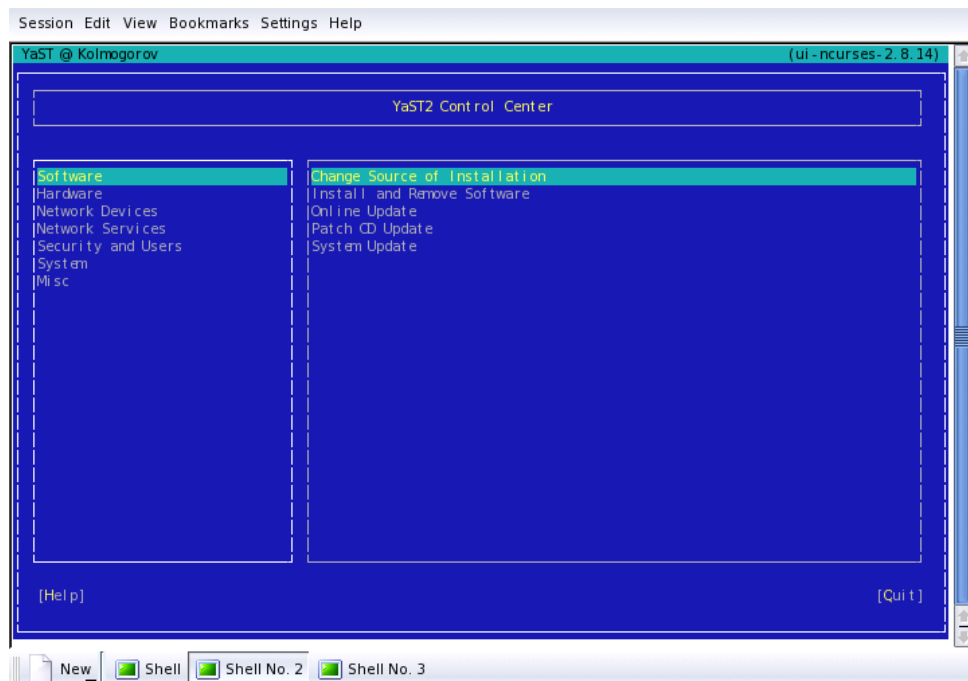 Session Edit View Bookmarks Settings Help
YaST @ Kolmogorov (ui-ncurses-2.8.14)
YaST2 Control Center
Software
Hardware
Network Devices
Network Services
Security and Users
System
Misc
Change Source of Installation
Install and Remove Software
Online Update
Patch CD Update
System Update
[Help] [Quit]
New Shell Shell No. 2 Shell No. 3